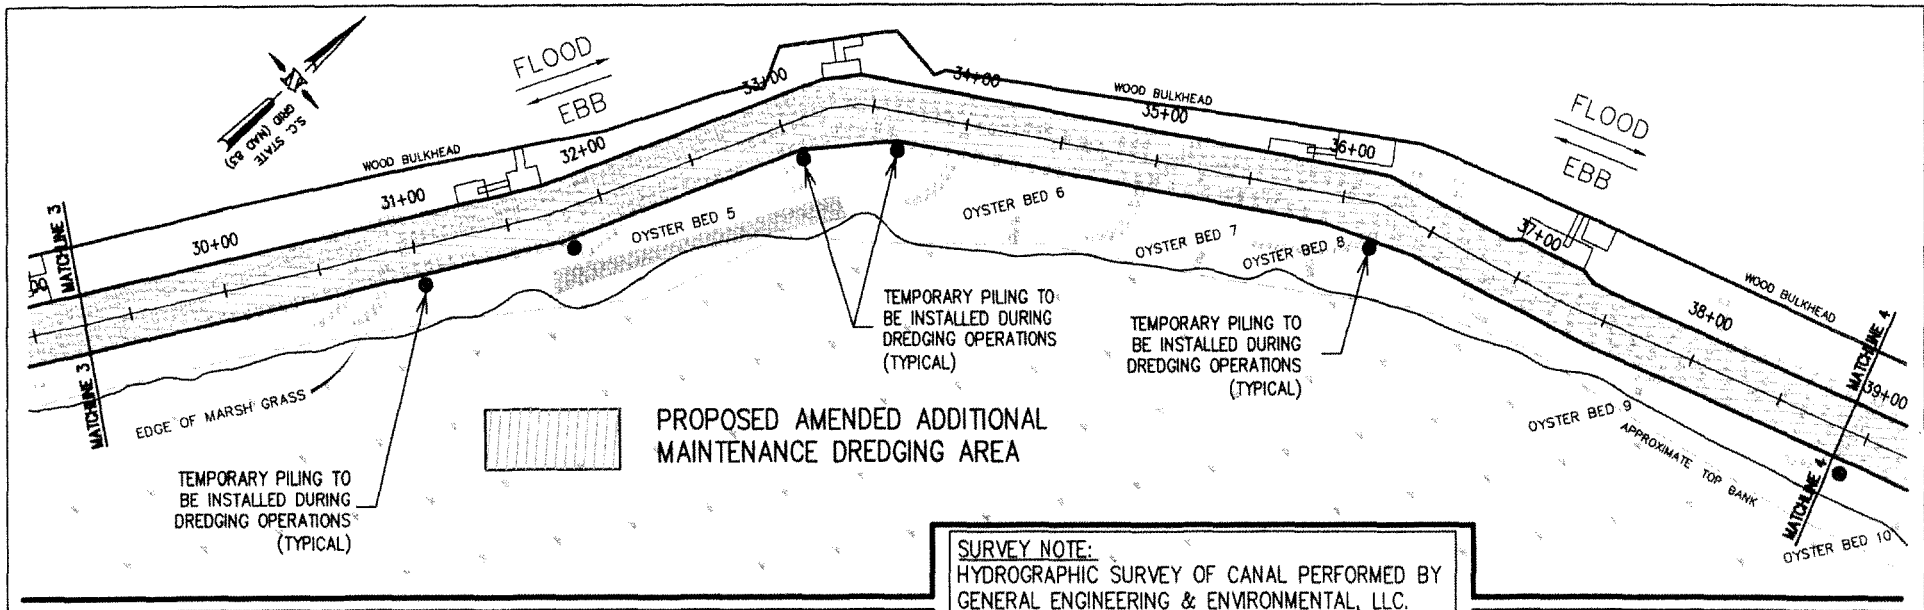 S.C. STATE
GRID (NAD 83)
FLOOD
EBB
33+00
34+00
WOOD BULKHEAD
35+00
36+00
FLOOD
EBB
WOOD BULKHEAD
32+00
31+00
30+00
MATCHLINE 3
MATCHLINE 3
OYSTER BED 5
OYSTER BED 6
OYSTER BED 7
OYSTER BED 8
37+00
WOOD BULKHEAD
38+00
39+00
MATCHLINE 4
MATCHLINE 4
EDGE OF MARSH GRASS
TEMPORARY PILING TO
BE INSTALLED DURING
DREDGING OPERATIONS
(TYPICAL)
TEMPORARY PILING TO
BE INSTALLED DURING
DREDGING OPERATIONS
(TYPICAL)
TEMPORARY PILING TO
BE INSTALLED DURING
DREDGING OPERATIONS
(TYPICAL)
PROPOSED AMENDED ADDITIONAL
MAINTENANCE DREDGING AREA
OYSTER BED 9
APPROXIMATE TOP BANK
OYSTER BED 10
SURVEY NOTE:
HYDROGRAPHIC SURVEY OF CANAL PERFORMED BY
GENERAL ENGINEERING & ENVIRONMENTAL, LLC.